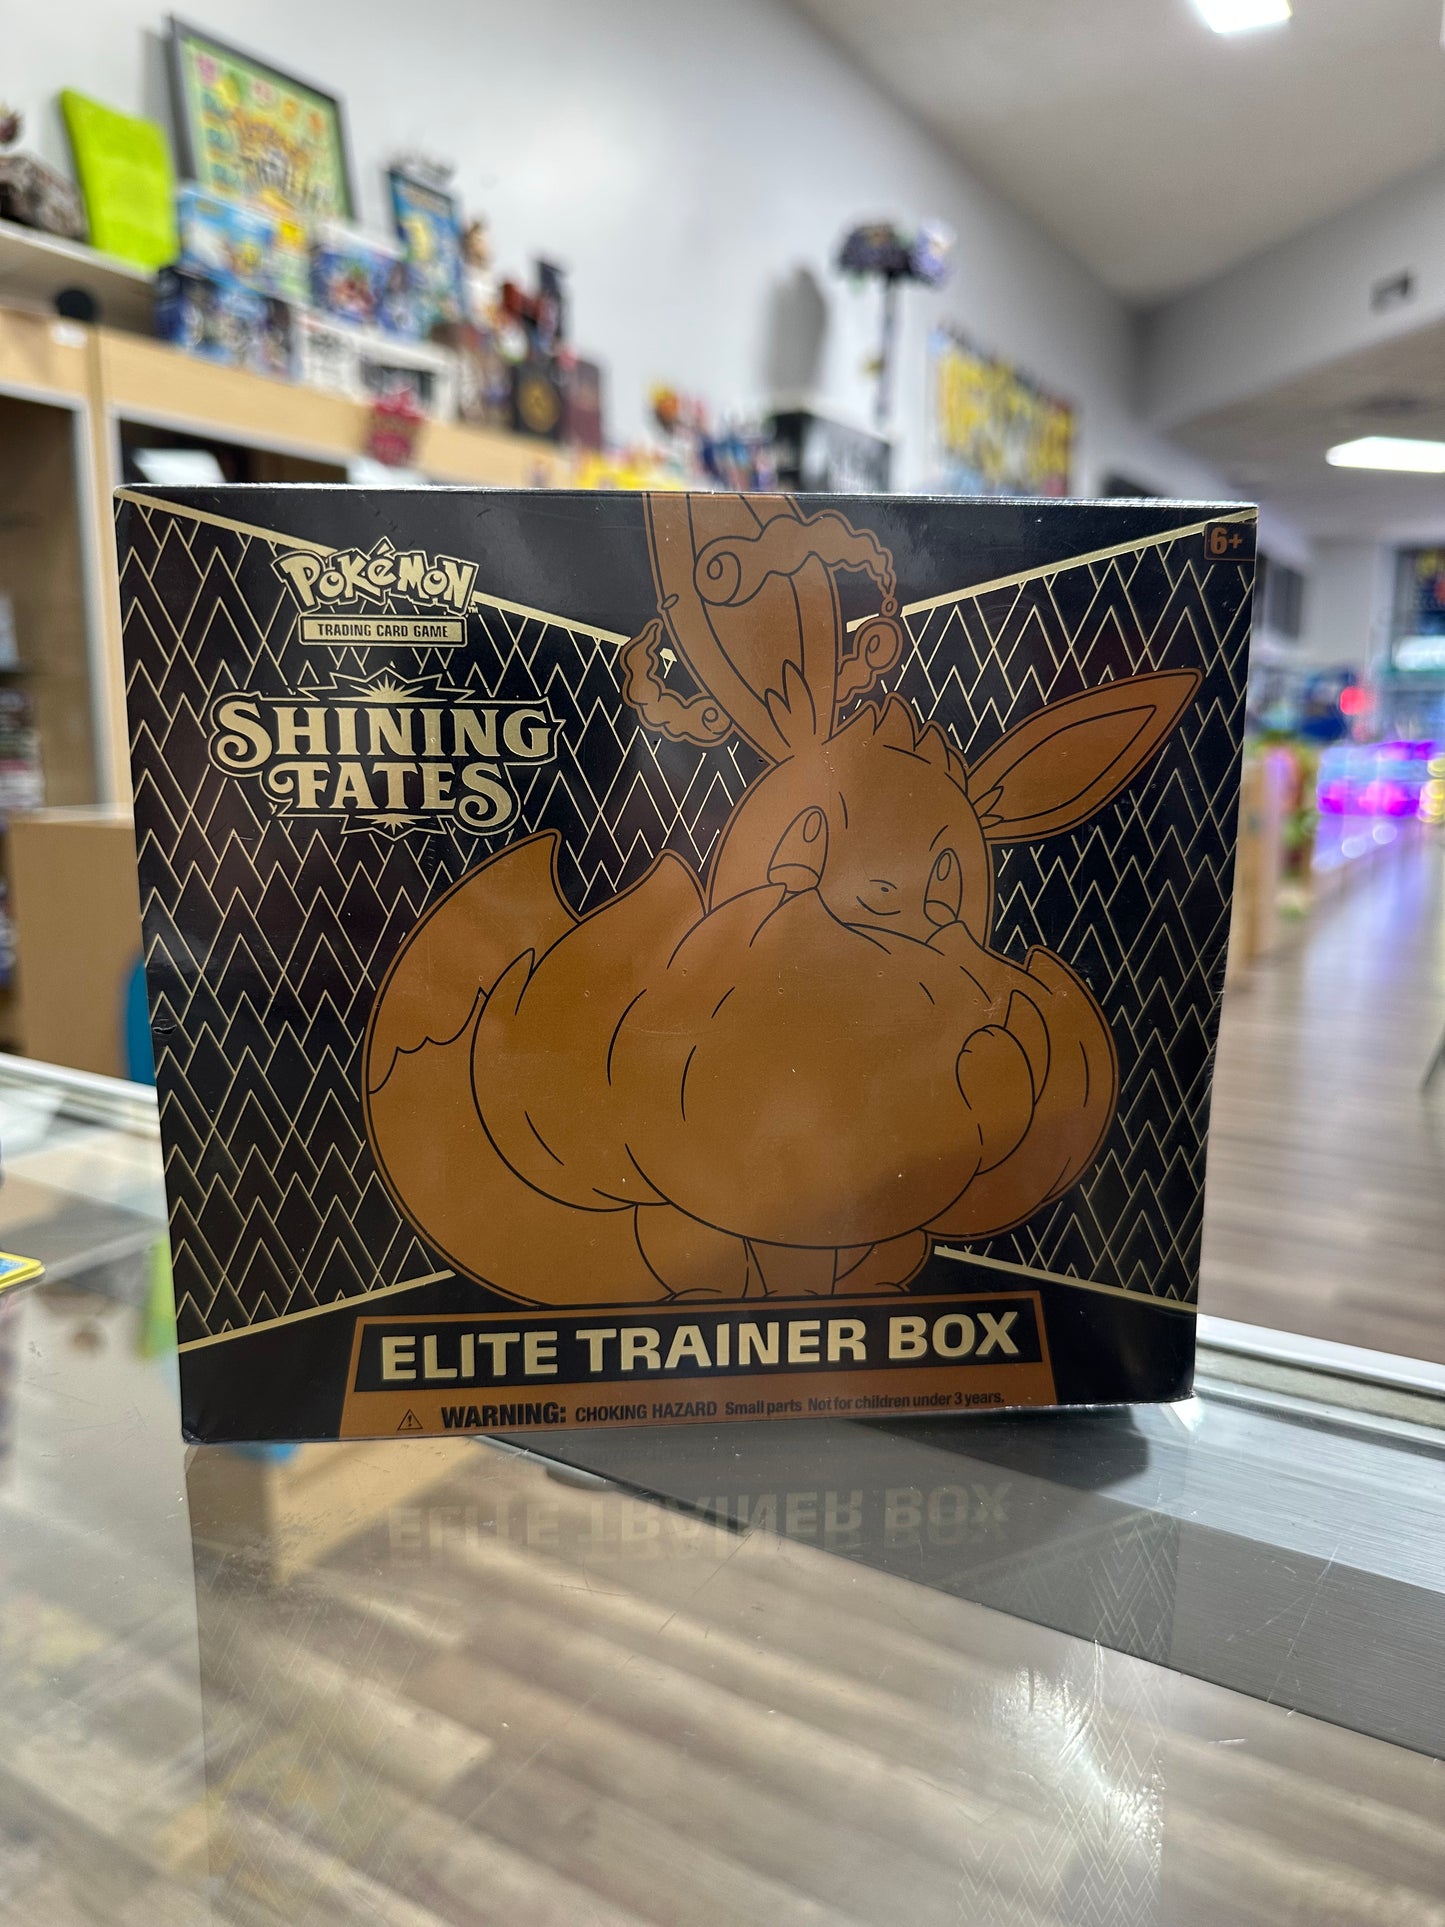 6+
POKéMON
TRADING CARD GAME
SHINING
FATES
ELITE TRAINER BOX
WARNING: CHOKING HAZARD Small parts Not for children under 3 years.